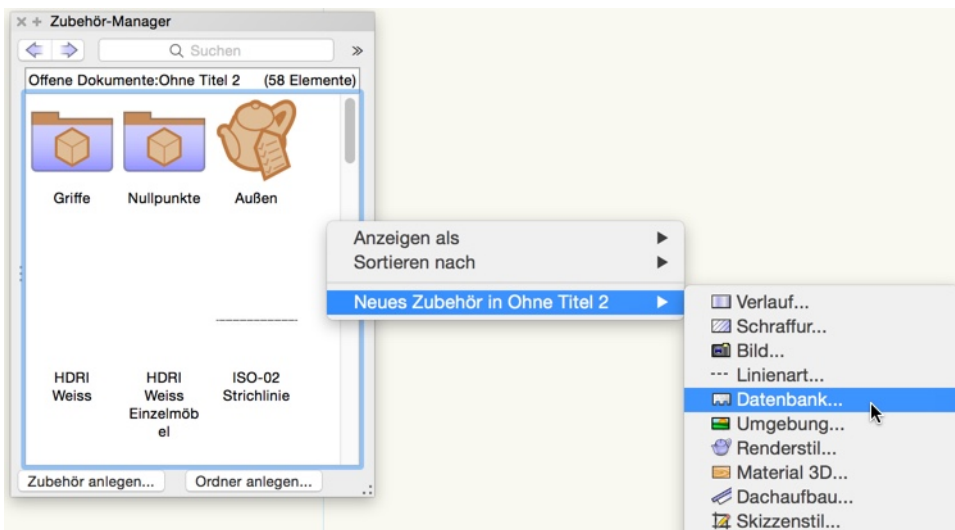 Zubehör-Manager
Suchen
Offene Dokumente:Ohne Titel 2 (58 Elemente)
Griffe Nullpunkte Außen
HDRI Weiss
HDRI Weiss Einzelmöb el
ISO-02 Strichlinie
Zubehör anlegen... Ordner anlegen...
Anzeigen als
Sortieren nach
Neues Zubehör in Ohne Titel 2
Verlauf...
Schraffur...
Bild...
Linienart...
Datenbank...
Umgebung...
Renderstil...
Material 3D...
Dachaufbau...
Skizzenstil...